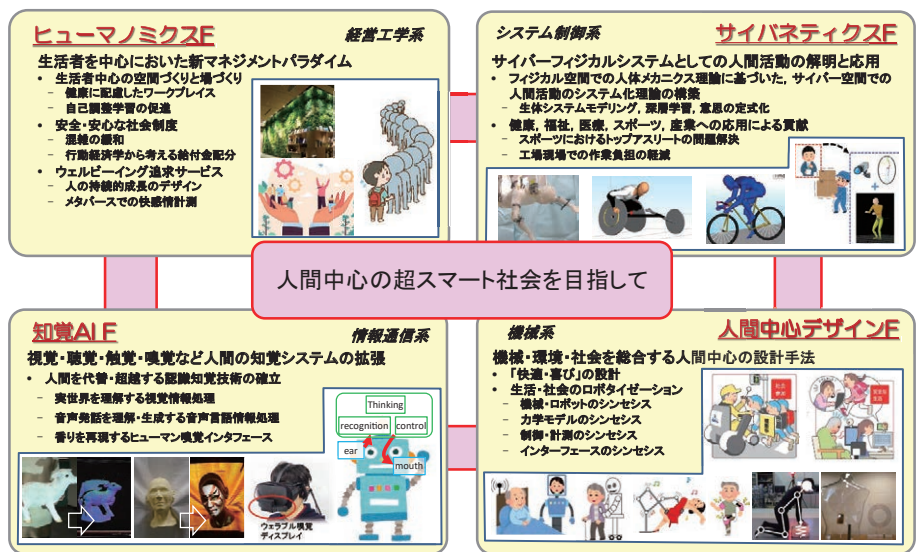 ヒューマノミクスF
経営工学系
生活者を中心においた新マネジメントパラダイム
• 生活者中心の空間づくりと場づくり
– 健康に配慮したワークプレイス
– 自己調整学習の促進
• 安全・安心な社会制度
– 混雑の緩和
– 行動経済学から考える給付金配分
• ウェルビーイング追求サービス
– 人の持続的成長のデザイン
– メタバースでの快感情計測
システム制御系
サイバネティクスF
サイバーフィジカルシステムとしての人間活動の解明と応用
• フィジカル空間での人体メカニクス理論に基づいた，サイバー空間での
人間活動のシステム化理論の構築
– 生体システムモデリング，深層学習，意思の定式化
• 健康，福祉，医療，スポーツ，産業への応用による貢献
– スポーツにおけるトップアスリートの問題解決
– 工場現場での作業負担の軽減
人間中心の超スマート社会を目指して
知覚AI F
情報通信系
視覚・聴覚・触覚・嗅覚など人間の知覚システムの拡張
• 人間を代替・超越する認識知覚技術の確立
– 実世界を理解する視覚情報処理
– 音声発話を理解・生成する音声言語情報処理
– 香りを再現するヒューマン嗅覚インタフェース
Thinking
recognition
control
ear
mouth
ウェアラブル嗅覚
ディスプレイ
機械系
人間中心デザインF
機械・環境・社会を総合する人間中心の設計手法
• 「快適・喜び」の設計
• 生活・社会のロボタイゼーション
– 機械・ロボットのシンセシス
– 力学モデルのシンセシス
– 制御・計測のシンセシス
– インターフェースのシンセシス